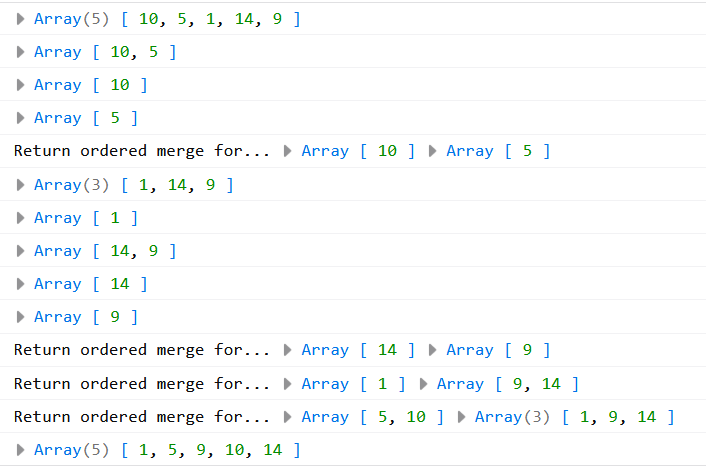 ▶ Array(5) [ 10, 5, 1, 14, 9 ]
▶ Array [ 10, 5 ]
▶ Array [ 10 ]
▶ Array [ 5 ]
Return ordered merge for... ▶ Array [ 10 ] ▶ Array [ 5 ]
▶ Array(3) [ 1, 14, 9 ]
▶ Array [ 1 ]
▶ Array [ 14, 9 ]
▶ Array [ 14 ]
▶ Array [ 9 ]
Return ordered merge for... ▶ Array [ 14 ] ▶ Array [ 9 ]
Return ordered merge for... ▶ Array [ 1 ] ▶ Array [ 9, 14 ]
Return ordered merge for... ▶ Array [ 5, 10 ] ▶ Array(3) [ 1, 9, 14 ]
▶ Array(5) [ 1, 5, 9, 10, 14 ]